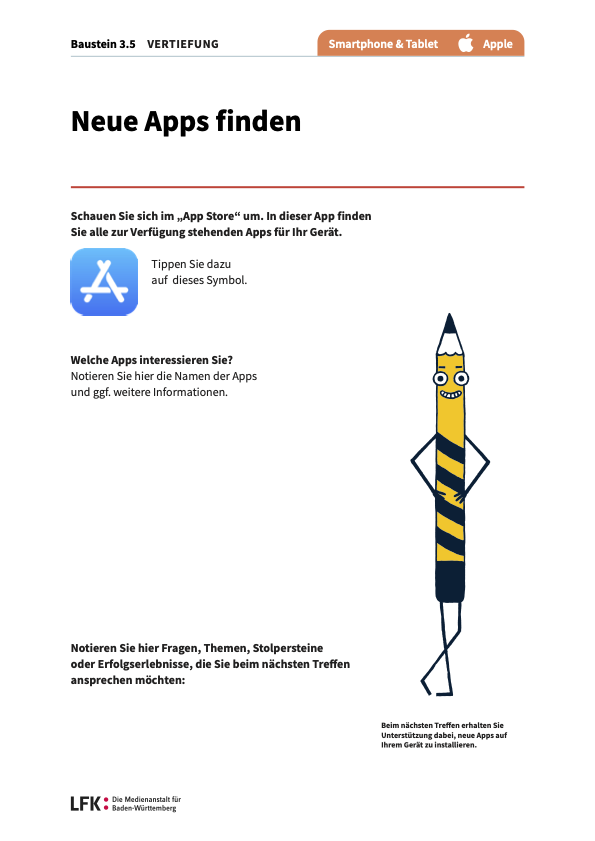 Baustein 3.5 VERTIEFUNG
Smartphone & Tablet Apple
Neue Apps finden
Schauen Sie sich im „App Store“ um. In dieser App finden
Sie alle zur Verfügung stehenden Apps für Ihr Gerät.
Tippen Sie dazu
auf dieses Symbol.
Welche Apps interessieren Sie?
Notieren Sie hier die Namen der Apps
und ggf. weitere Informationen.
Notieren Sie hier Fragen, Themen, Stolpersteine
oder Erfolgserlebnisse, die Sie beim nächsten Treffen
ansprechen möchten:
Beim nächsten Treffen erhalten Sie
Unterstützung dabei, neue Apps auf
Ihrem Gerät zu installieren.
LFK: Die Medienanstalt für
Baden-Württemberg